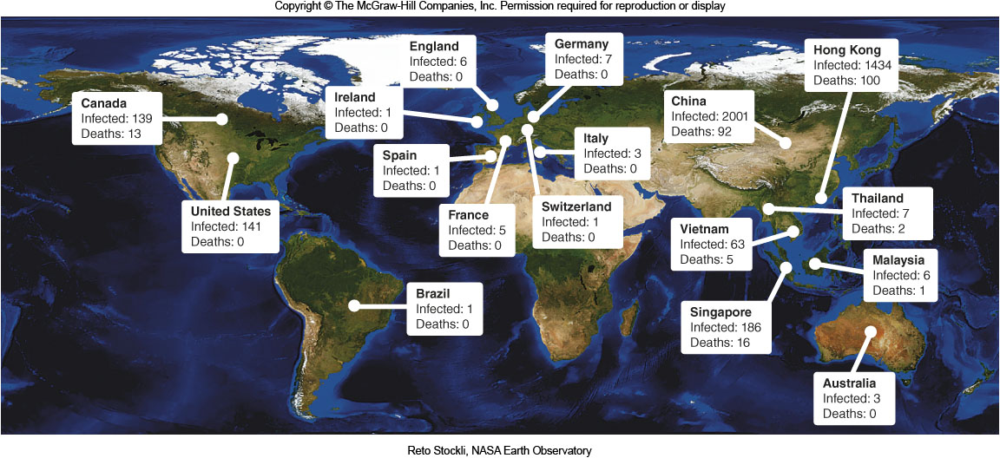 Copyright © The McGraw-Hill Companies, Inc. Permission required for reproduction or display
England
Infected: 6
Deaths: 0
Germany
Infected: 7
Deaths: 0
Hong Kong
Infected: 1434
Deaths: 100
Canada
Infected: 139
Deaths: 13
Ireland
Infected: 1
Deaths: 0
China
Infected: 2001
Deaths: 92
Italy
Infected: 3
Deaths: 0
Spain
Infected: 1
Deaths: 0
United States
Infected: 141
Deaths: 0
France
Infected: 5
Deaths: 0
Switzerland
Infected: 1
Deaths: 0
Thailand
Infected: 7
Deaths: 2
Vietnam
Infected: 63
Deaths: 5
Malaysia
Infected: 6
Deaths: 1
Brazil
Infected: 1
Deaths: 0
Singapore
Infected: 186
Deaths: 16
Australia
Infected: 3
Deaths: 0
Reto Stockli, NASA Earth Observatory